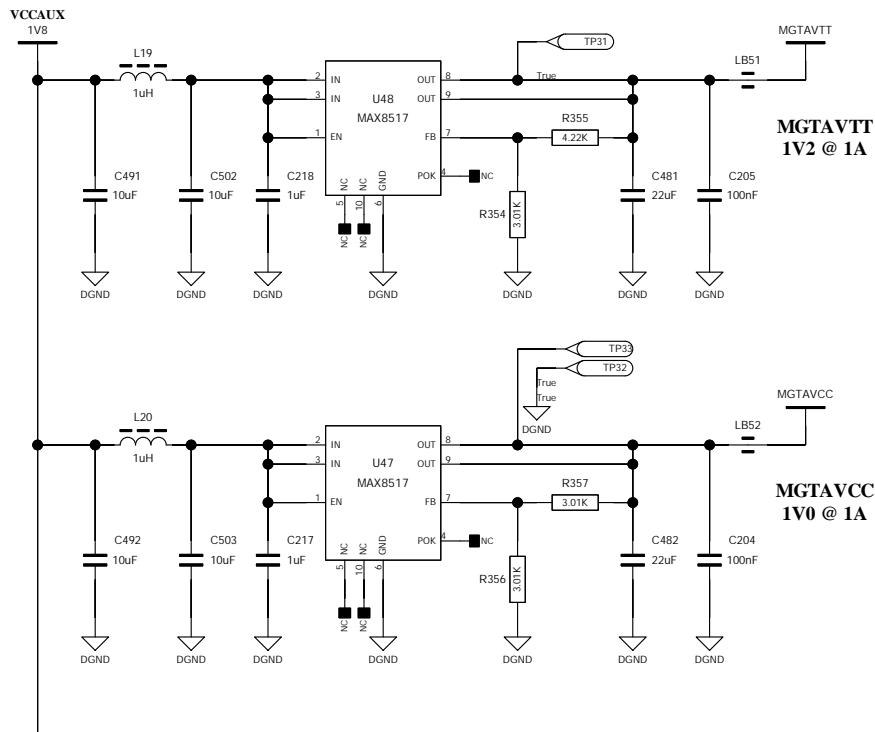 VCCAUX
1V8
L19
1uH
C491
10uF
C502
10uF
C218
1uF
DGND
DGND
DGND
2 IN
3 IN
1 EN
U48
MAX8517
OUT 8
OUT 9
FB 7
POK 4
NC
NC
NC
GND
5
10
6
NC
NC
DGND
TP31
True
R355
4.22K
R354
3.01K
DGND
C481
22uF
DGND
C205
100nF
DGND
LB51
MGTAVTT
MGTAVTT
1V2 @ 1A
L20
1uH
C492
10uF
C503
10uF
C217
1uF
DGND
DGND
DGND
2 IN
3 IN
1 EN
U47
MAX8517
OUT 8
OUT 9
FB 7
POK 4
NC
NC
NC
GND
5
10
6
NC
NC
DGND
TP33
TP32
True
True
DGND
R357
3.01K
R356
3.01K
DGND
C482
22uF
DGND
C204
100nF
DGND
LB52
MGTAVCC
MGTAVCC
1V0 @ 1A